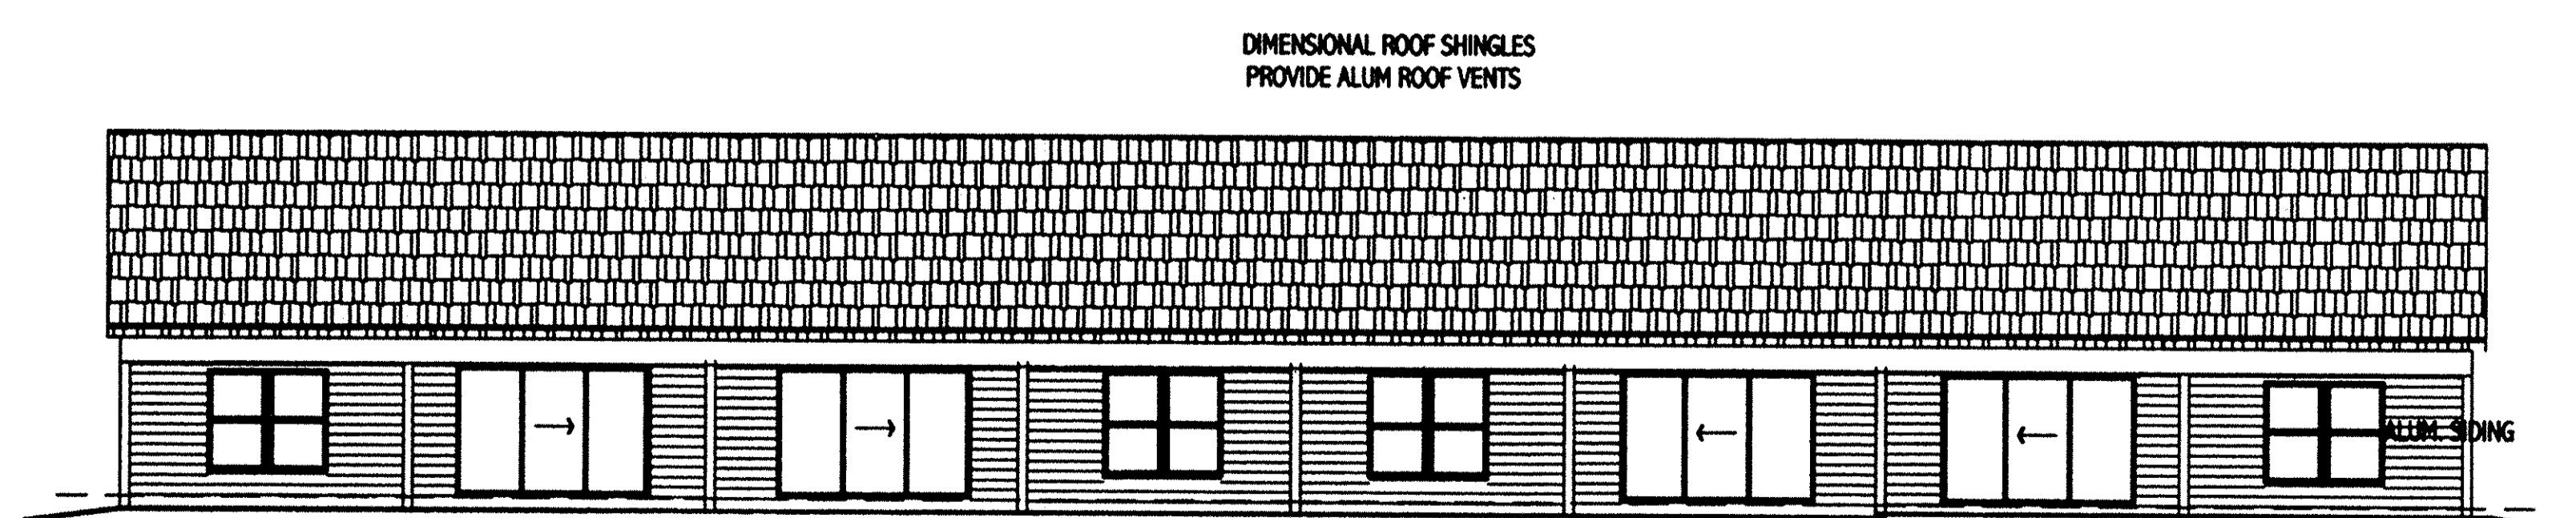 DIMENSIONAL ROOF SHINGLES
PROVIDE ALUM ROOF VENTS
ALUM. SIDING